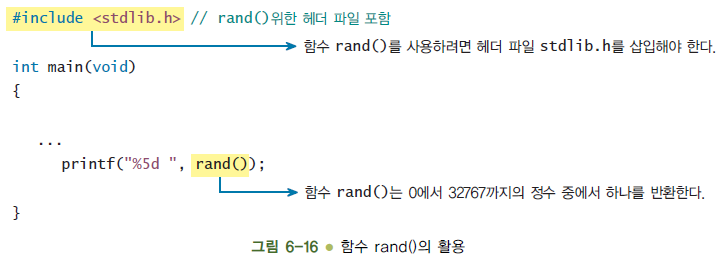 #include <stdlib.h> // rand()위한 헤더 파일 포함
함수 rand()를 사용하려면 헤더 파일 stdlib.h를 삽입해야 한다.
int main(void)
{
...
printf("%5d ", rand());
함수 rand()는 0에서 32767까지의 정수 중에서 하나를 반환한다.
}
그림 6-16 ● 함수 rand()의 활용